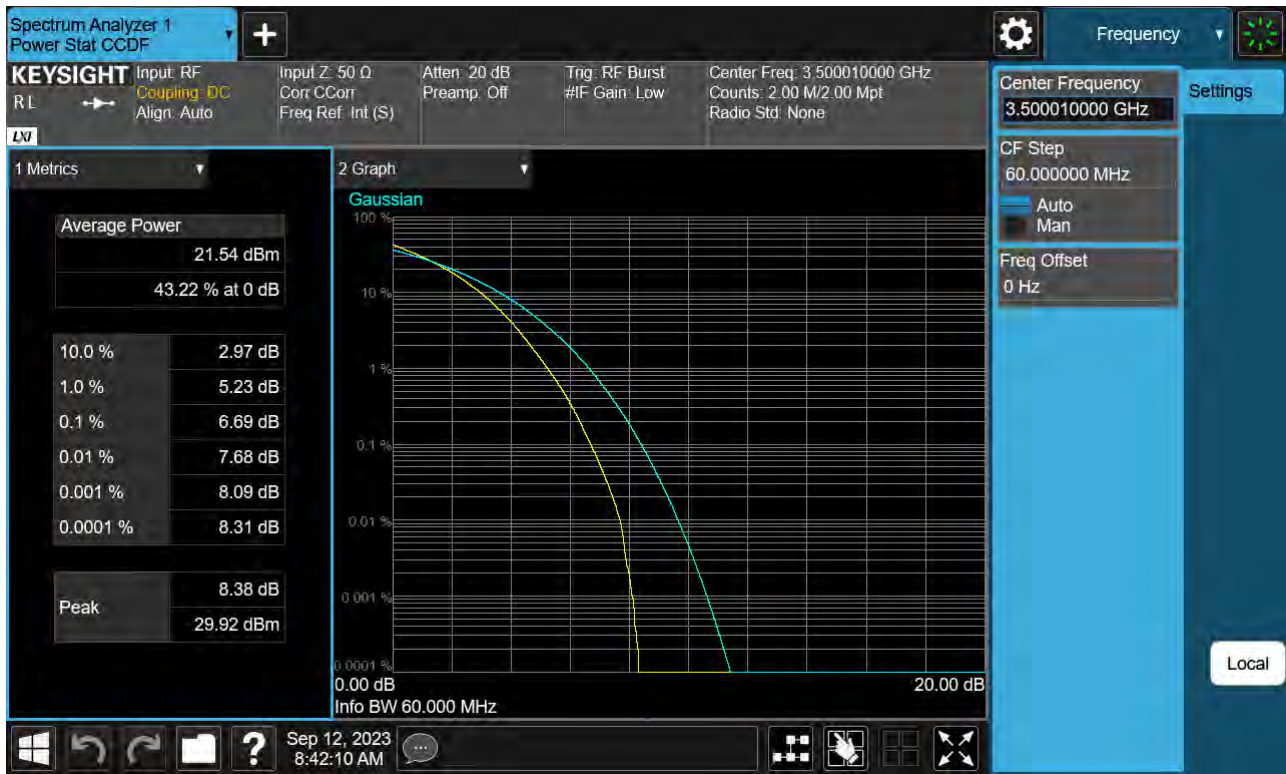 Spectrum Analyzer 1
Power Stat CCDF
+
Frequency
KEYSIGHT
RL
LXI
Input: RF
Coupling: DC
Align: Auto
Input Z: 50 Ω
Corr CCorr
Freq Ref: Int (S)
Atten: 20 dB
Preamp: Off
Trig: RF Burst
#IF Gain: Low
Center Freq: 3.500010000 GHz
Counts: 2.00 M/2.00 Mpt
Radio Std: None
Center Frequency
3.500010000 GHz
Settings
CF Step
60.000000 MHz
Auto
Man
Freq Offset
0 Hz
1 Metrics
Average Power
21.54 dBm
43.22 % at 0 dB
10.0 % 2.97 dB
1.0 % 5.23 dB
0.1 % 6.69 dB
0.01 % 7.68 dB
0.001 % 8.09 dB
0.0001 % 8.31 dB
Peak
8.38 dB
29.92 dBm
2 Graph
Gaussian
100 %
10 %
1 %
0.1 %
0.01 %
0.001 %
0.0001 %
0.00 dB 20.00 dB
Info BW 60.000 MHz
Local
?
Sep 12, 2023
8:42:10 AM